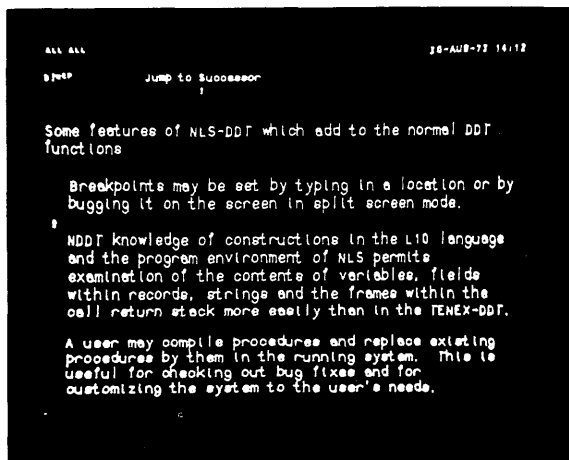 ALL ALL
-AUG-73 14:12
Jump to Successor
Some features of NLS-DDT which add to the normal DDT
functions
Breakpoints may be set by typing in a location or by
bugging it on the screen in split screen mode.
NDDT knowledge of constructions in the L10 language
and the program environment of NLS permits
examination of the contents of variables, fields
within records, strings and the frames within the
call return stack more easily than in the TENEX-DDT.
A user may compile procedures and replace existing
procedures by them in the running system. This is
useful for checking out bug fixes and for
customizing the system to the user's needs.